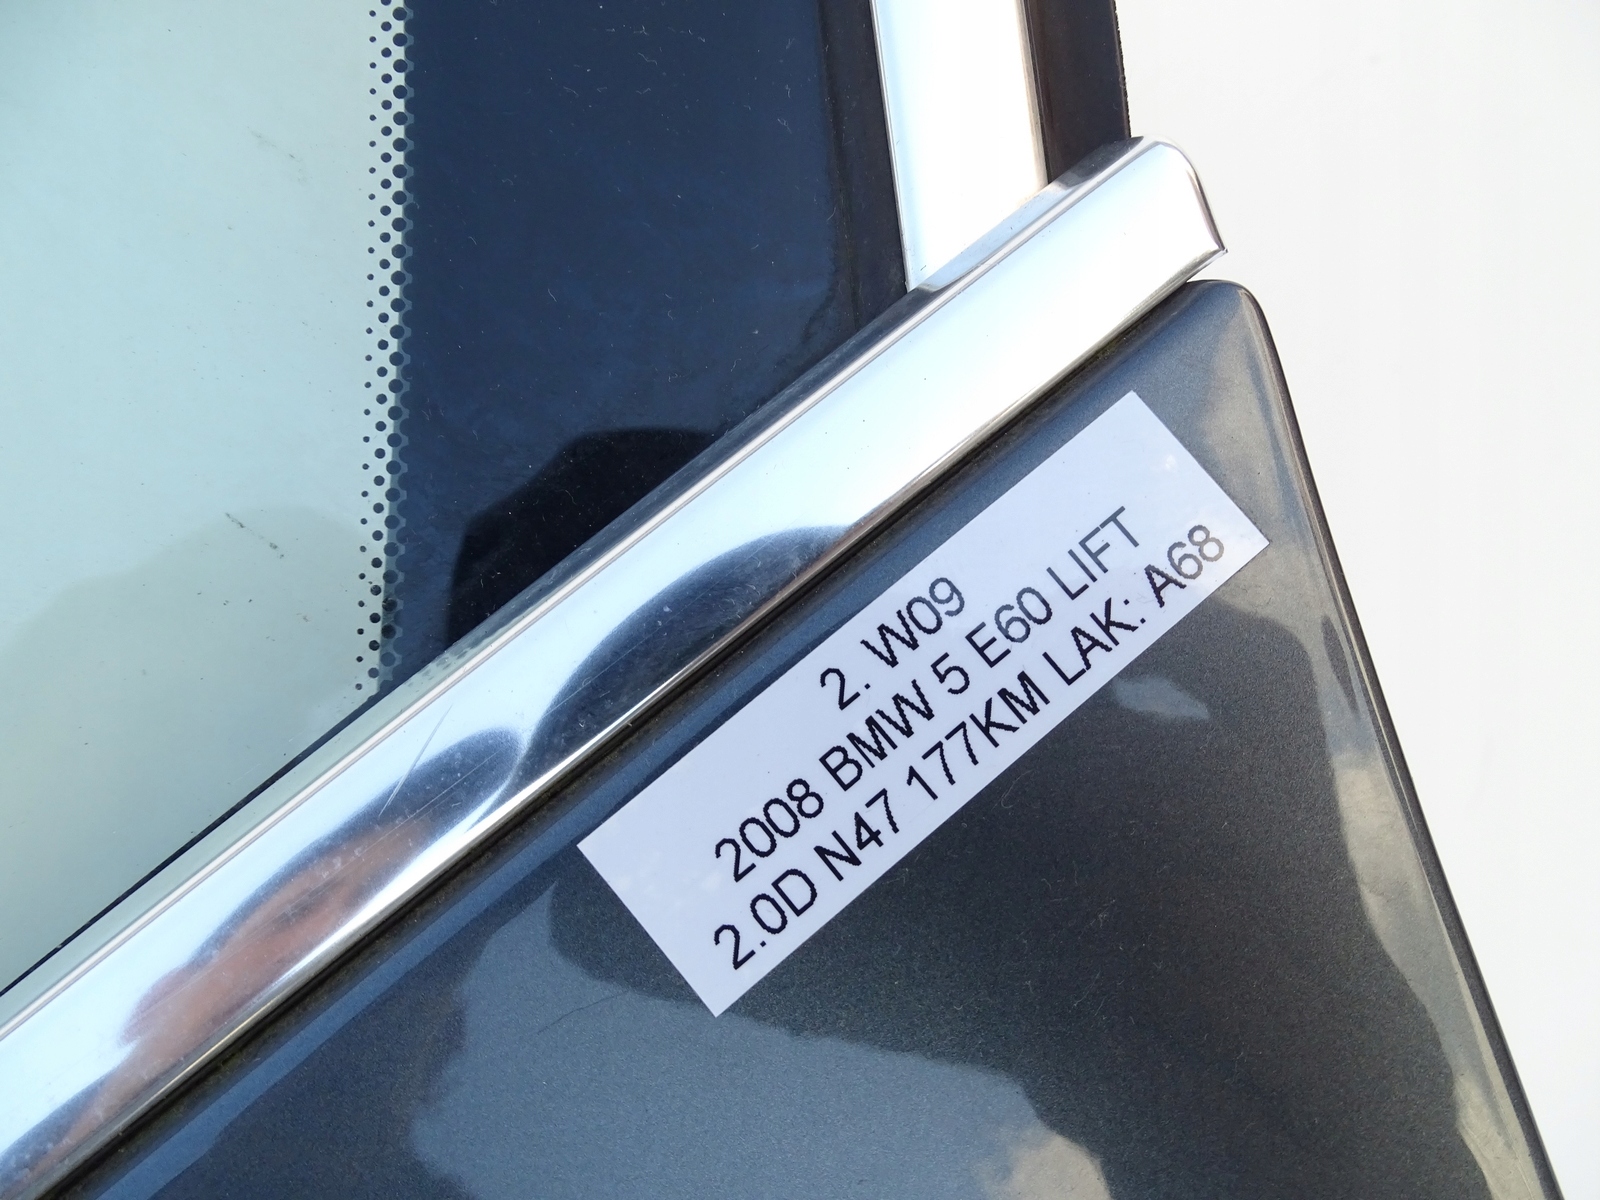 2. W09
2008 BMW 5 E60 LIFT
2.0D N47 177KM LAK: A68